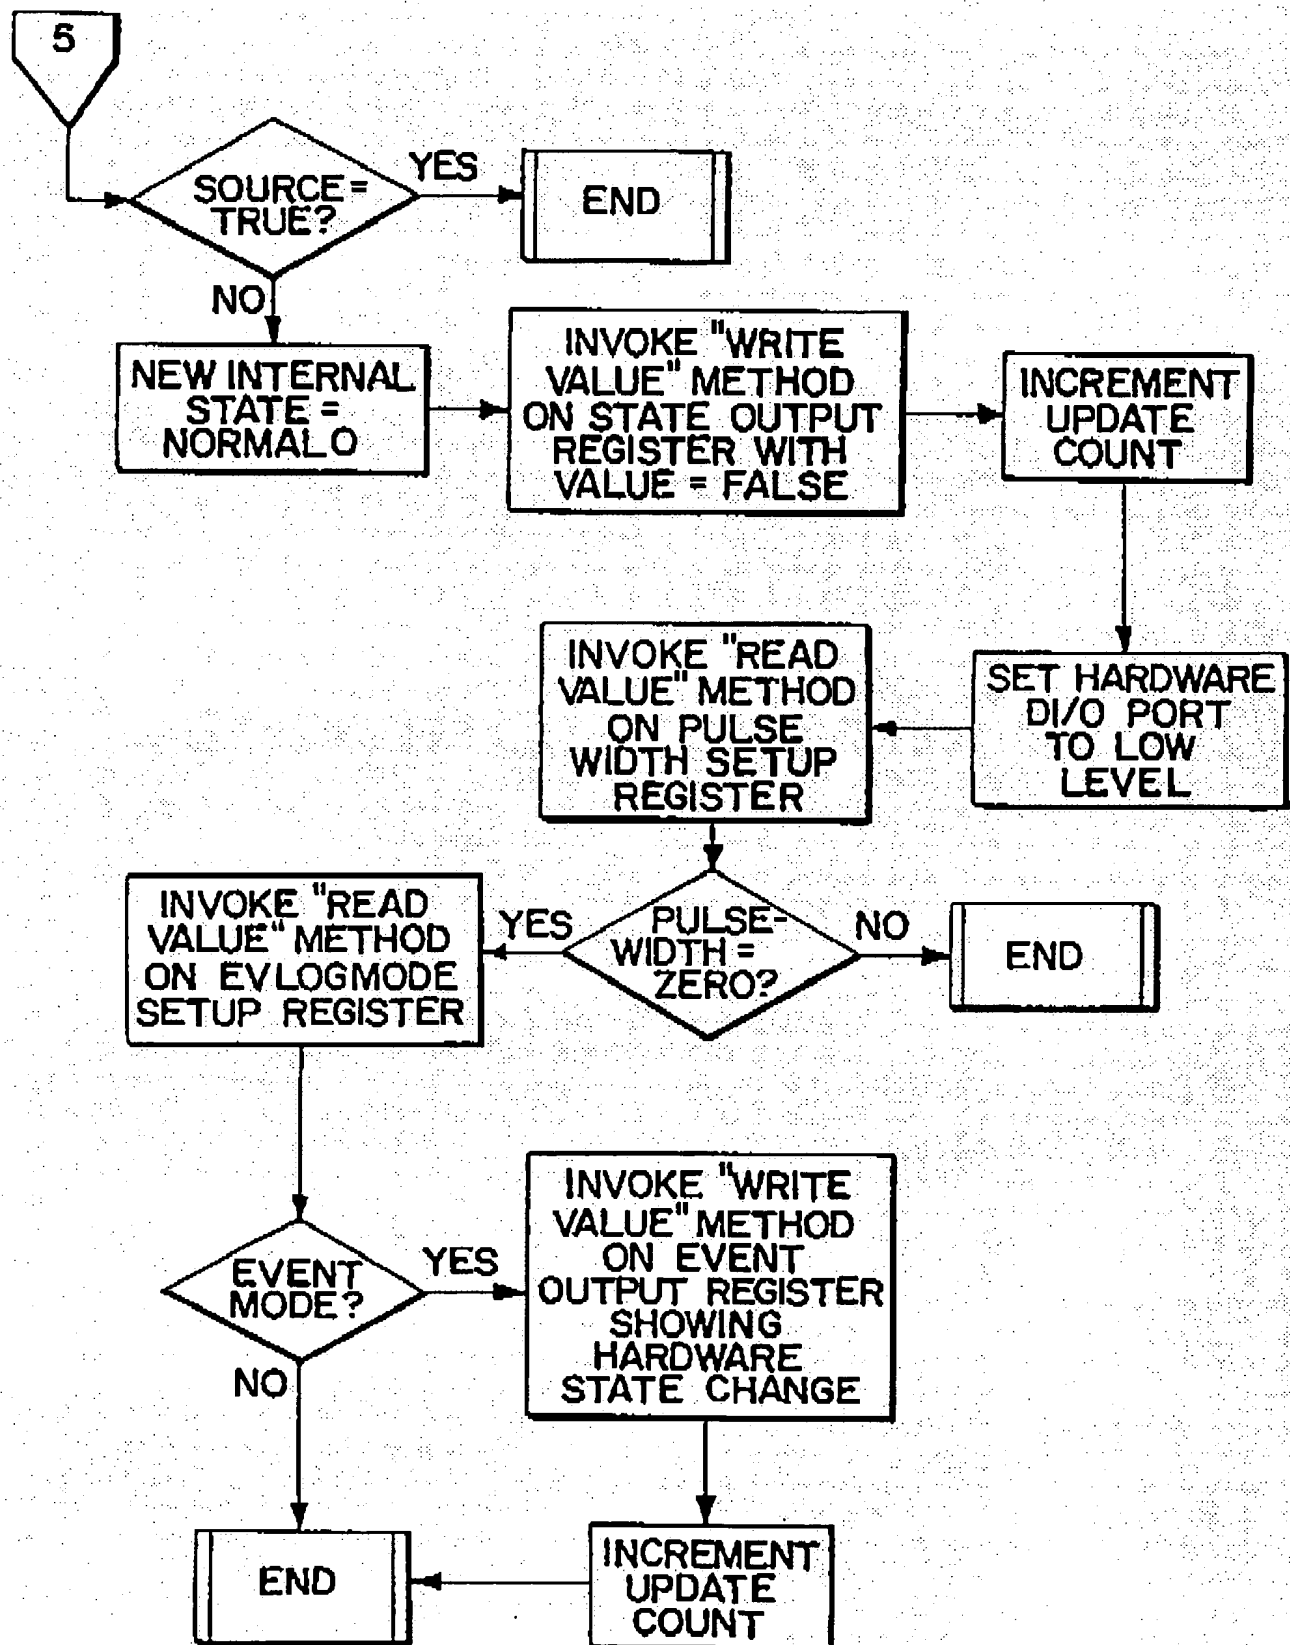 5
SOURCE =
TRUE?
YES
END
NO
NEW INTERNAL
STATE =
NORMAL O
INVOKE "WRITE
VALUE" METHOD
ON STATE OUTPUT
REGISTER WITH
VALUE = FALSE
INCREMENT
UPDATE
COUNT
SET HARDWARE
DI/O PORT
TO LOW
LEVEL
INVOKE "READ
VALUE" METHOD
ON PULSE
WIDTH SETUP
REGISTER
PULSE-
WIDTH =
ZERO?
NO
END
YES
INVOKE "READ
VALUE" METHOD
ON EVLOGMODE
SETUP REGISTER
EVENT
MODE?
YES
INVOKE "WRITE
VALUE" METHOD
ON EVENT
OUTPUT REGISTER
SHOWING
HARDWARE
STATE CHANGE
NO
END
INCREMENT
UPDATE
COUNT